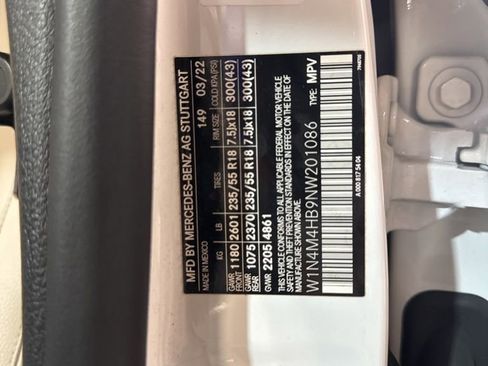 MFD BY MERCEDES-BENZ AG STUTTGART
149 03/22
MADE IN MEXICO
KG LB TIRES RIM SIZE COLD KPA (PSI)
GAWR FRONT 1180 2601 235/55 R18 7.5Jx18 300(43)
GAWR REAR 1075 2370 235/55 R18 7.5Jx18 300(43)
GVWR 2205 4861
THIS VEHICLE CONFORMS TO ALL APPLICABLE FEDERAL MOTOR VEHICLE
SAFETY STANDARDS IN EFFECT ON THE DATE OF
MANUFACTURE SHOWN ABOVE.
W1N4M4HB9NW201086 TYPE: MPV
A 000 817 54 04